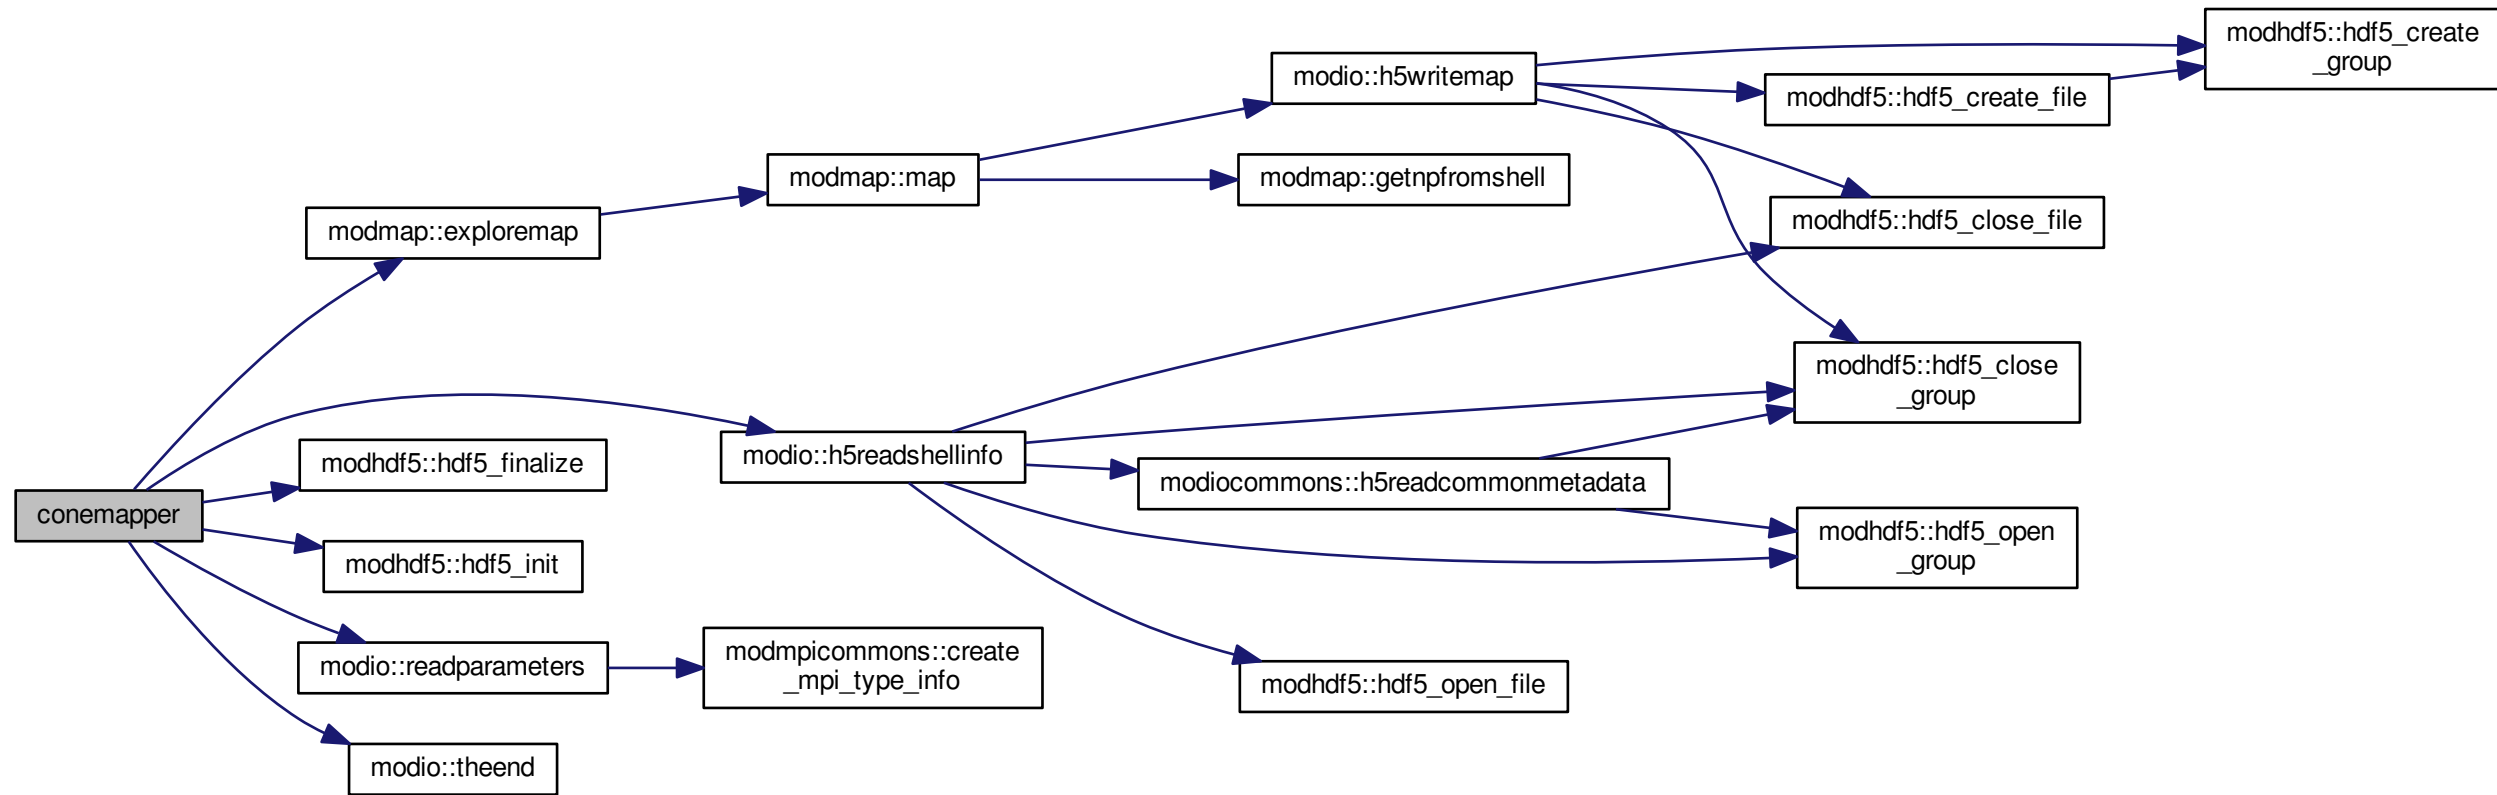 modhdf5::hdf5_create
_group
modio::h5writemap
modhdf5::hdf5_create_file
modmap::map
modmap::getnpfromshell
modhdf5::hdf5_close_file
modmap::exploremap
modhdf5::hdf5_close
_group
modio::h5readshellinfo
modhdf5::hdf5_finalize
modiocommons::h5readcommonmetadata
conemapper
modhdf5::hdf5_open
_group
modhdf5::hdf5_init
modio::readparameters
modmpicommons::create
_mpi_type_info
modhdf5::hdf5_open_file
modio::theend